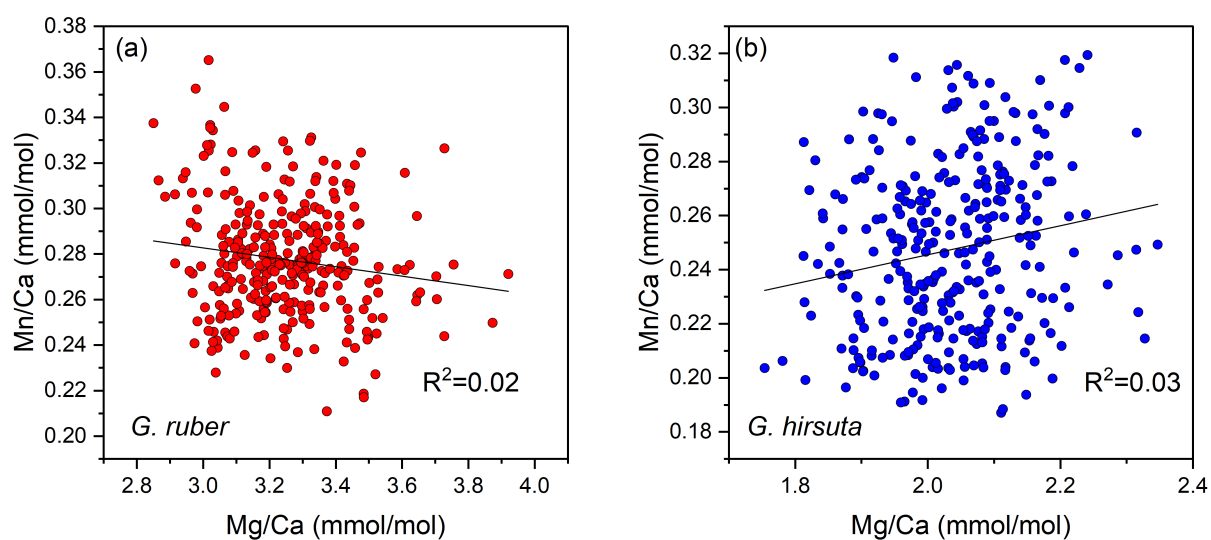 (a)
Mn/Ca (mmol/mol)
0.38
0.36
0.34
0.32
0.30
0.28
0.26
0.24
0.22
0.20
R²=0.02
G. ruber
2.8 3.0 3.2 3.4 3.6 3.8 4.0
Mg/Ca (mmol/mol)
(b)
Mn/Ca (mmol/mol)
0.32
0.30
0.28
0.26
0.24
0.22
0.20
0.18
R²=0.03
G. hirsuta
1.8 2.0 2.2 2.4
Mg/Ca (mmol/mol)